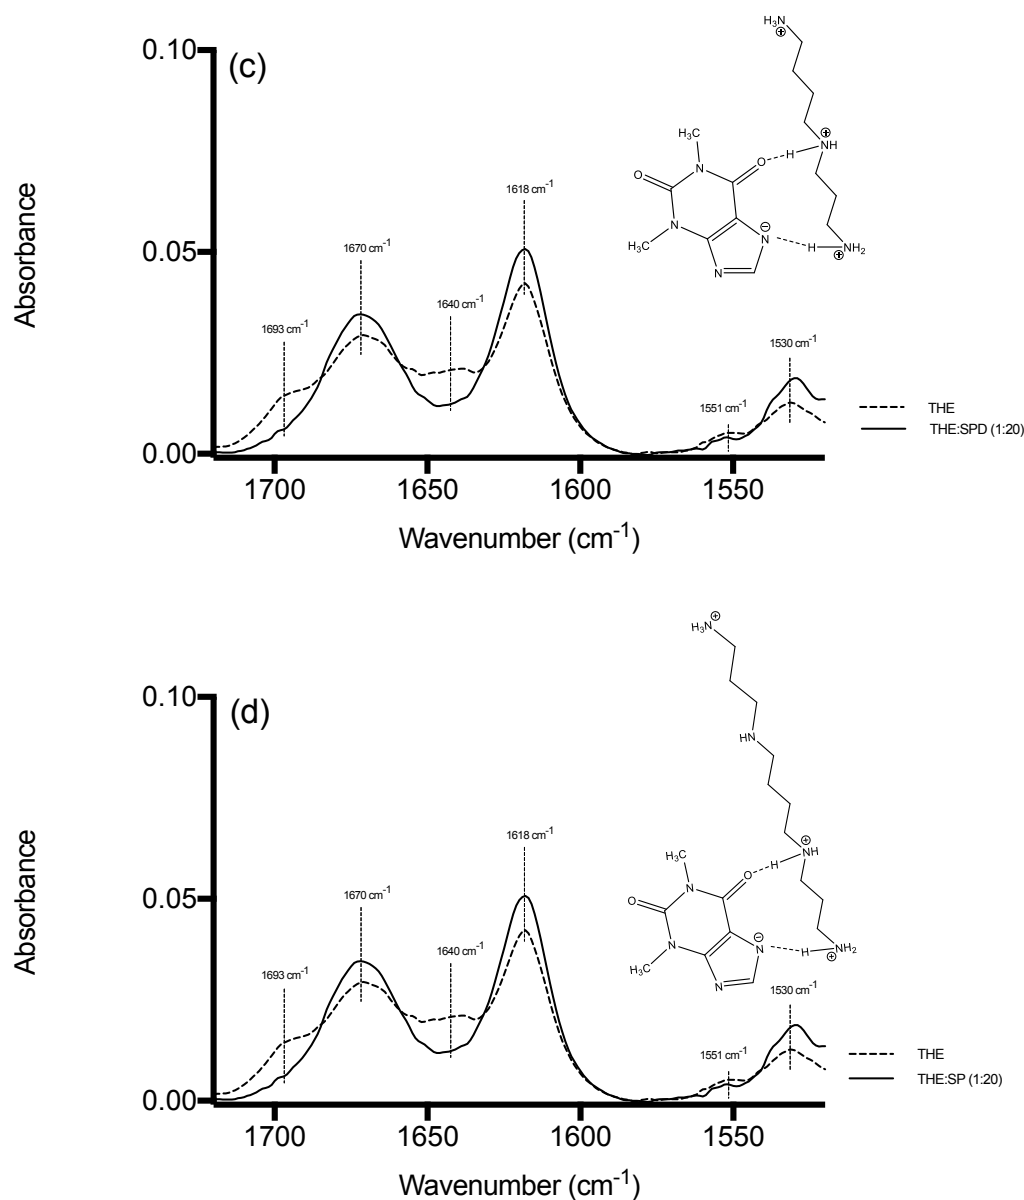 0.10
(c)
H₃N
⊕
⊕
NH
H
H₃C
O
N
O
1618 cm⁻¹
N
⊖
N
H
NH₂
⊕
H₃C
N
0.05
1670 cm⁻¹
1640 cm⁻¹
1693 cm⁻¹
1530 cm⁻¹
1551 cm⁻¹
THE
THE:SPD (1:20)
Absorbance
0.00
1700 1650 1600 1550
Wavenumber (cm⁻¹)
⊕
H₃N
0.10
(d)
HN
1618 cm⁻¹
⊕
NH
H
H₃C
O
N
O
0.05
1670 cm⁻¹
N
⊖
N
H
NH₂
⊕
H₃C
N
1640 cm⁻¹
1693 cm⁻¹
1530 cm⁻¹
1551 cm⁻¹
THE
THE:SP (1:20)
Absorbance
0.00
1700 1650 1600 1550
Wavenumber (cm⁻¹)